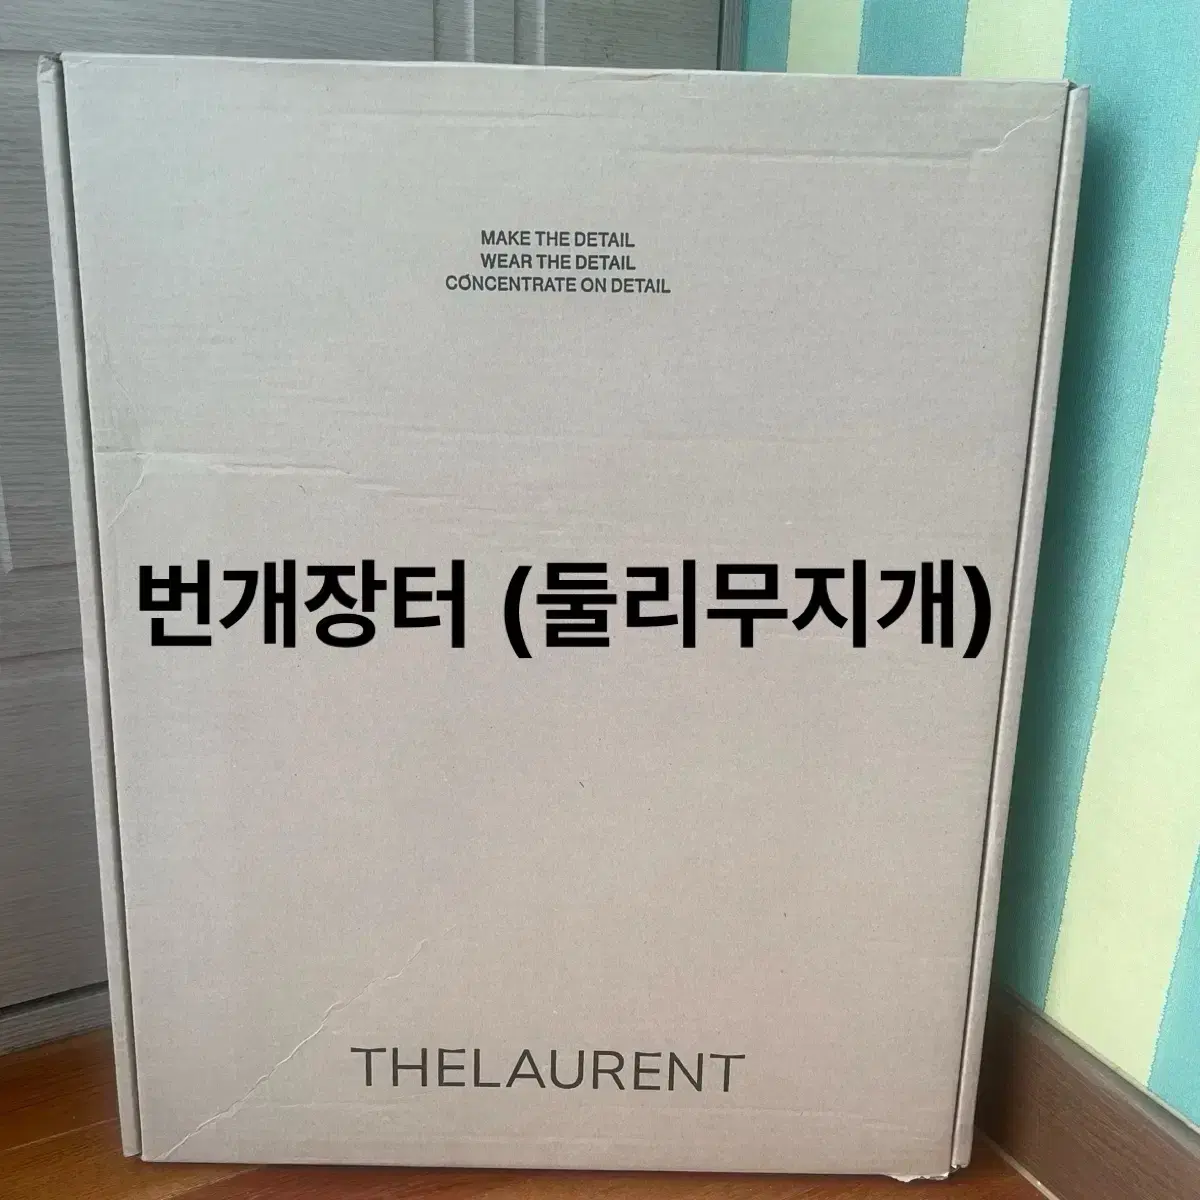 MAKE THE DETAIL
WEAR THE DETAIL
CONCENTRATE ON DETAIL
번개장터 (둘리무지개)
THELAURENT